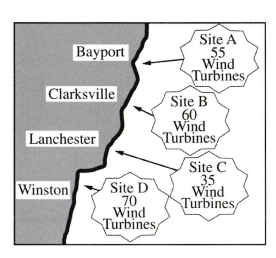 Bayport
Site A
55
Wind
Turbines
Clarksville
Site B
60
Wind
Turbines
Lanchester
Site C
35
Wind
Turbines
Winston
Site D
70
Wind
Turbines